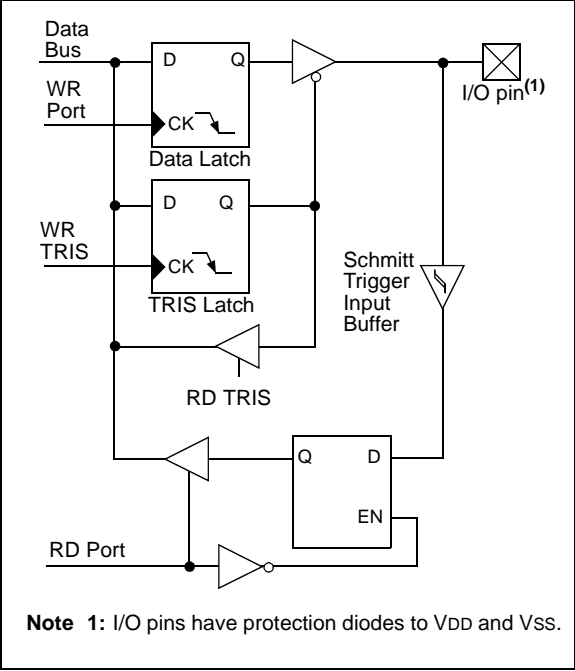 Data
Bus
D
Q
I/O pin(1)
WR
Port
CK
Data Latch
D
Q
WR
TRIS
CK
TRIS Latch
Schmitt
Trigger
Input
Buffer
RD TRIS
Q
D
EN
RD Port
Note 1: I/O pins have protection diodes to VDD and VSS.